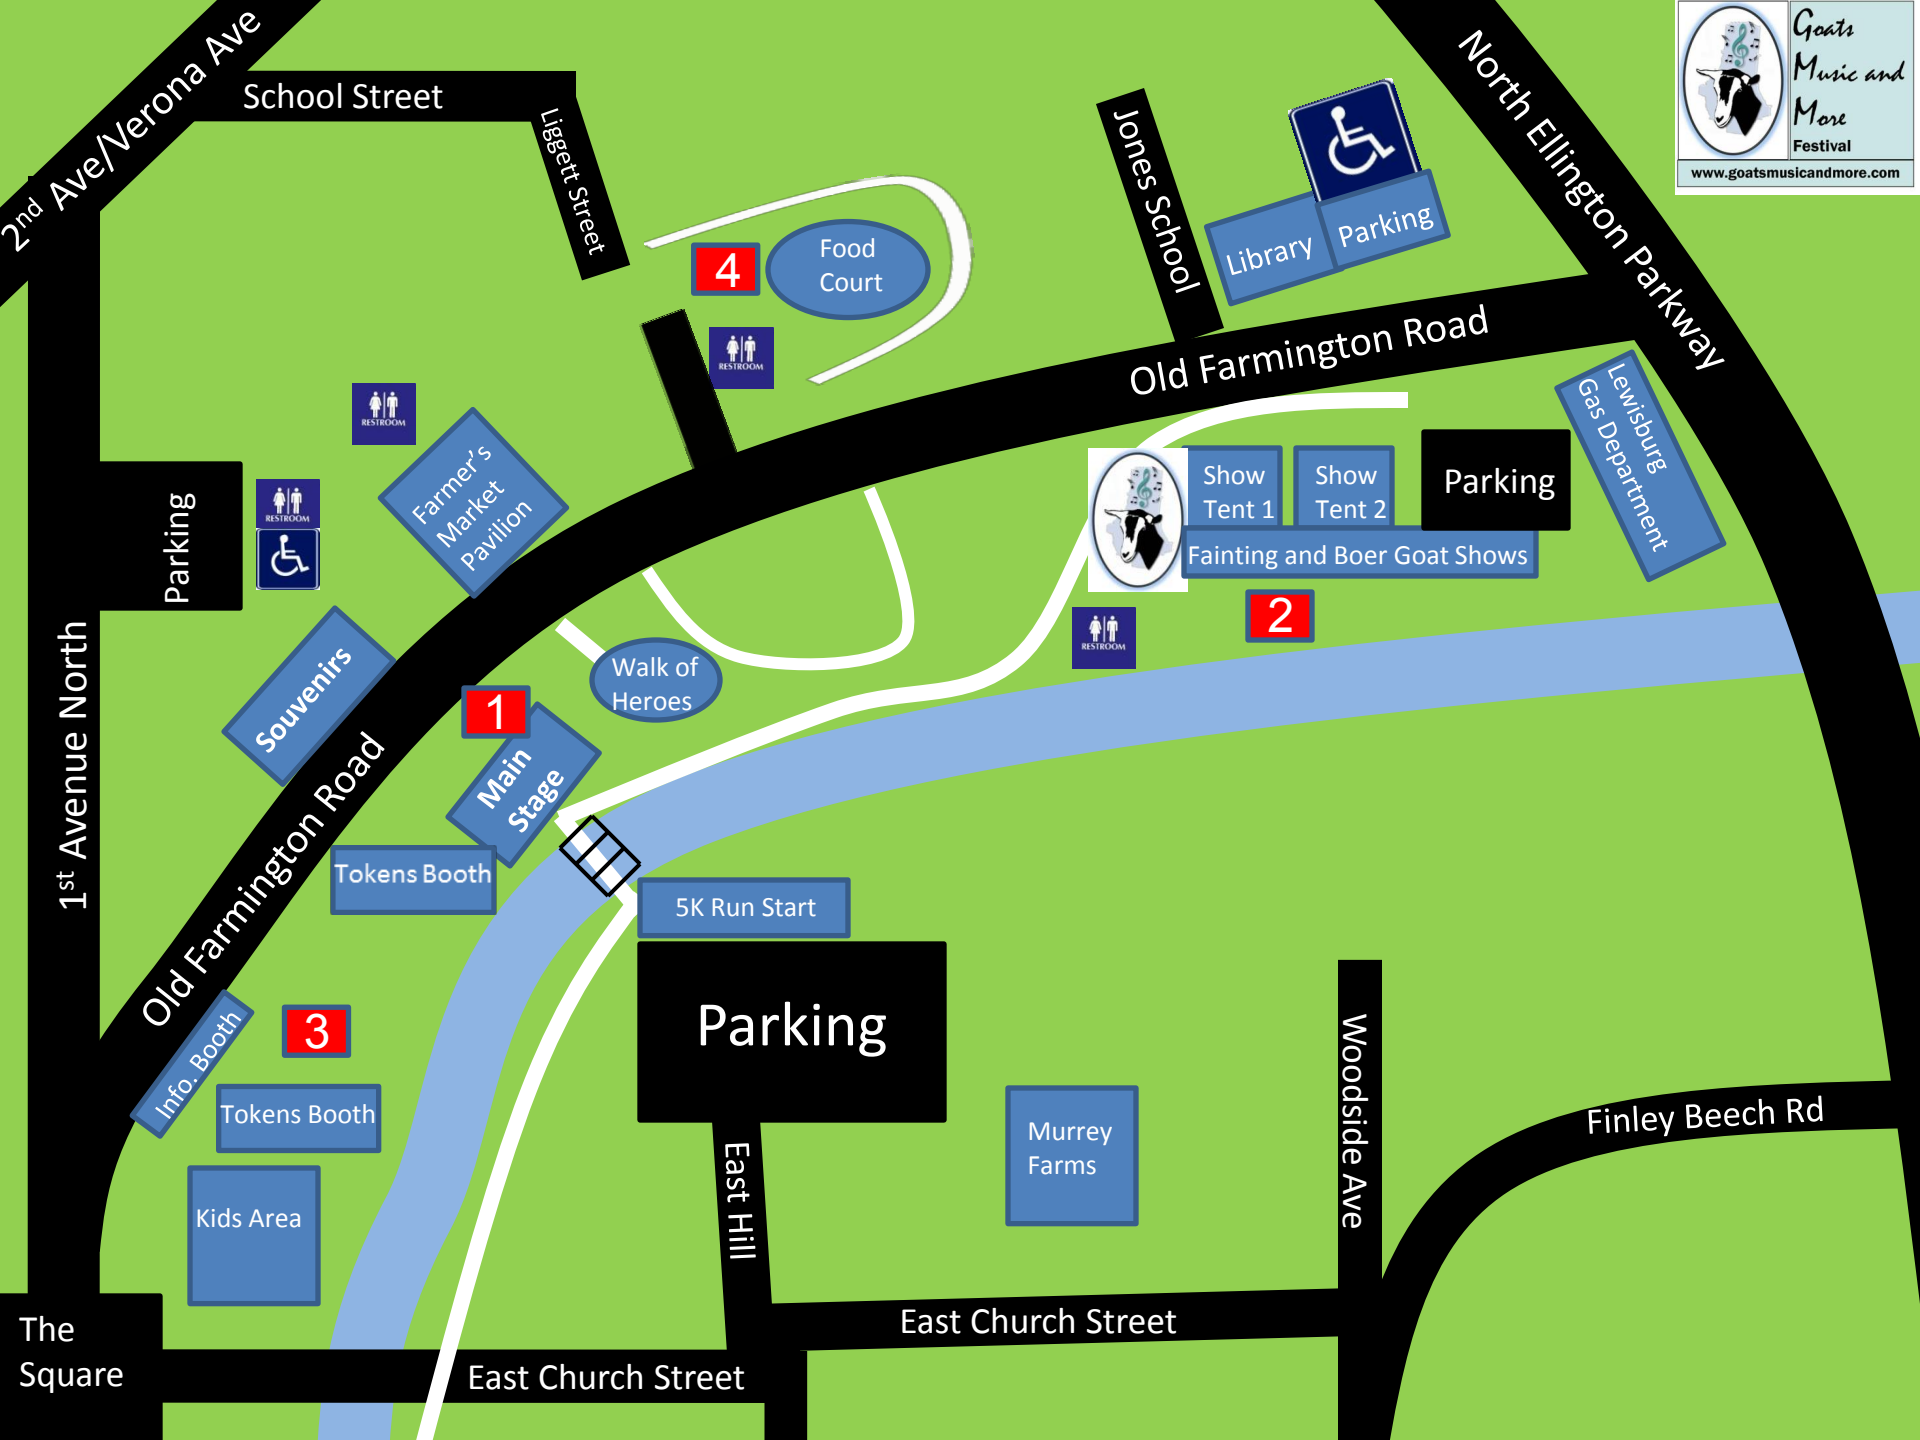 2nd Ave/Verona Ave
School Street
Liggett Street
Jones School
North Ellington Parkway
Goats
Music and
More
Festival
www.goatsmusicandmore.com
Library
Parking
4
Food
Court
RESTROOM
Old Farmington Road
RESTROOM
Farmer's
Market
Pavilion
Parking
RESTROOM
Show
Tent 1
Show
Tent 2
Parking
Lewisburg
Gas Department
Fainting and Boer Goat Shows
2
RESTROOM
1st Avenue North
Souvenirs
1
Walk of
Heroes
Main
Stage
Old Farmington Road
Tokens Booth
5K Run Start
Parking
Info. Booth
3
Tokens Booth
Kids Area
East Hill
Murrey
Farms
Woodside Ave
Finley Beech Rd
The
Square
East Church Street
East Church Street